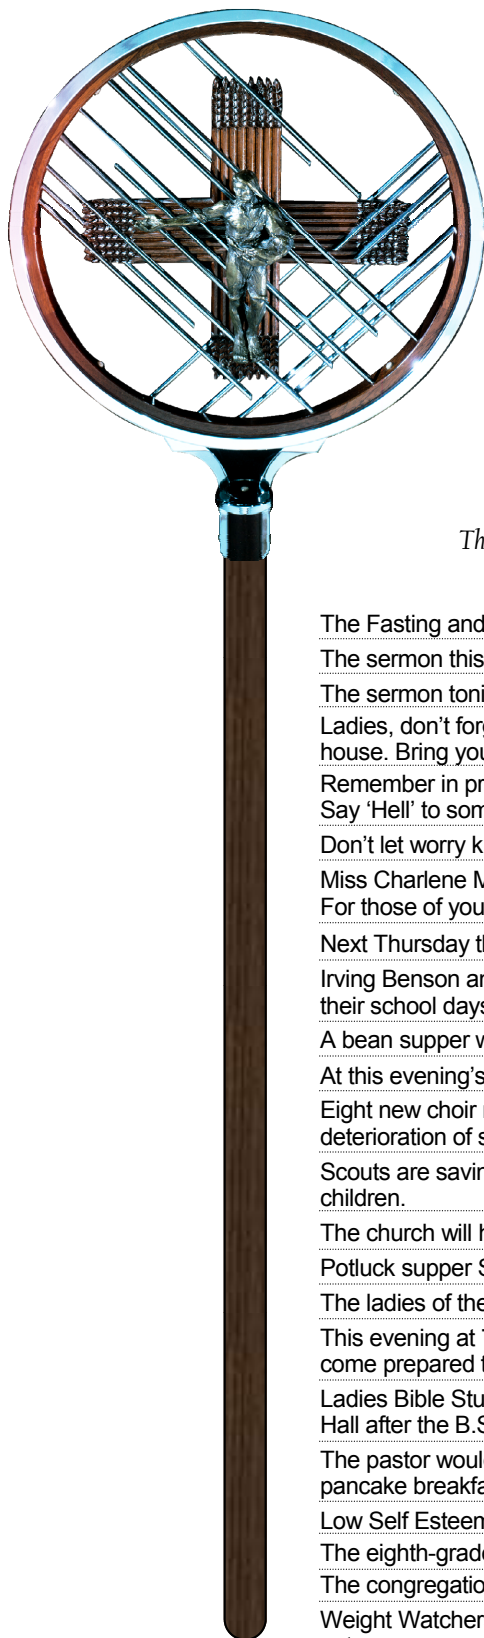 Th
The Fasting and
The sermon this
The sermon toni
Ladies, don’t forg
house. Bring you
Remember in pr
Say ‘Hell’ to som
Don’t let worry k
Miss Charlene M
For those of you
Next Thursday th
Irving Benson an
their school days
A bean supper w
At this evening’s
Eight new choir r
deterioration of s
Scouts are savin
children.
The church will h
Potluck supper S
The ladies of the
This evening at 7
come prepared t
Ladies Bible Stu
Hall after the B.S
The pastor would
pancake breakfa
Low Self Esteem
The eighth-grade
The congregatio
Weight Watcher